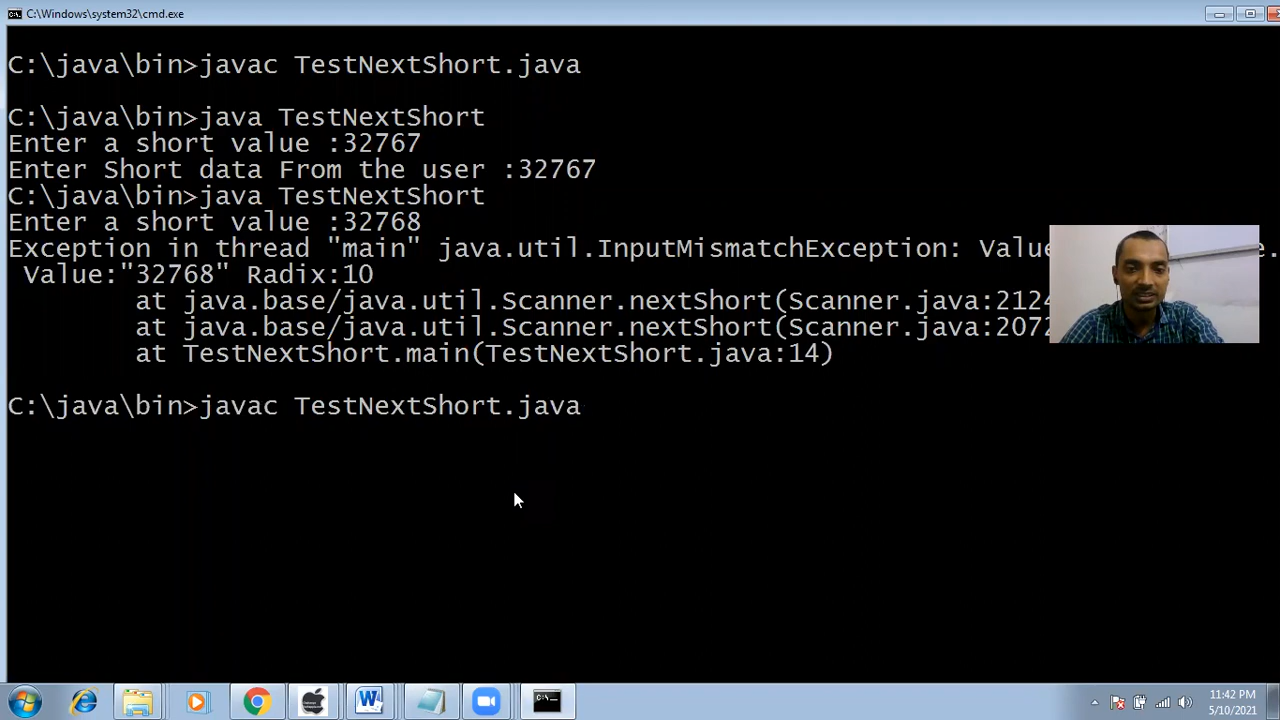 C:\Windows\system32\cmd.exe
C:\java\bin>javac TestNextShort.java
C:\java\bin>java TestNextShort
Enter a short value :32767
Enter Short data From the user :32767
C:\java\bin>java TestNextShort
Enter a short value :32768
Exception in thread "main" java.util.InputMismatchException:
Value:"32768" Radix:10
at java.base/java.util.Scanner.nextShort(Scanner.java:2124
at java.base/java.util.Scanner.nextShort(Scanner.java:2072
at TestNextShort.main(TestNextShort.java:14)
C:\java\bin>javac TestNextShort.java
11:42 PM
5/10/2021